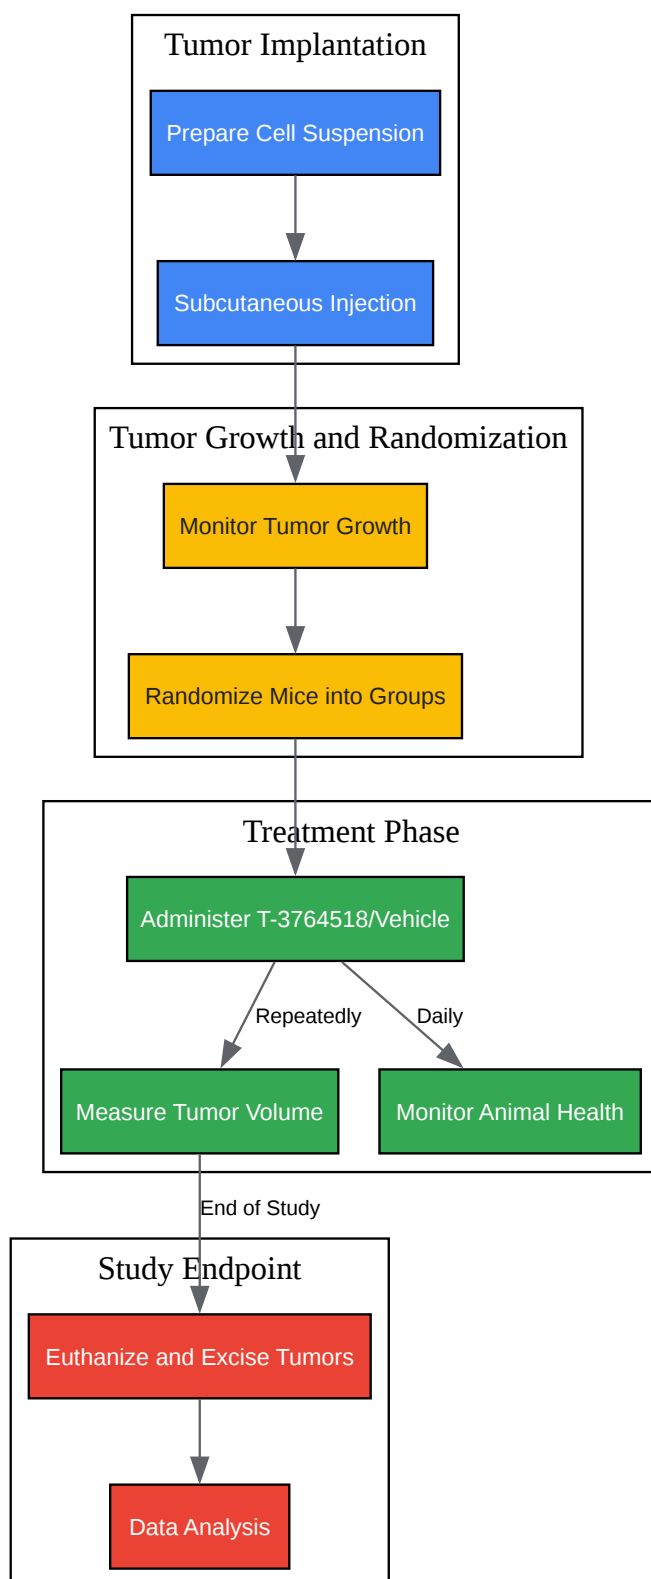 Tumor Implantation
Prepare Cell Suspension
Subcutaneous Injection
Tumor Growth and Randomization
Monitor Tumor Growth
Randomize Mice into Groups
Treatment Phase
Administer T-3764518/Vehicle
Repeatedly
Daily
Measure Tumor Volume
Monitor Animal Health
End of Study
Study Endpoint
Euthanize and Excise Tumors
Data Analysis